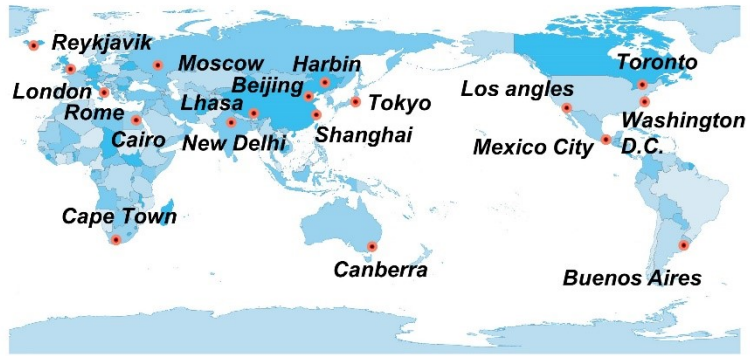 Reykjavik
Moscow
Harbin
Toronto
London
Beijing
Los angles
Rome
Lhasa
Tokyo
Cairo
New Delhi
Shanghai
Mexico City
Washington
D.C.
Cape Town
Canberra
Buenos Aires